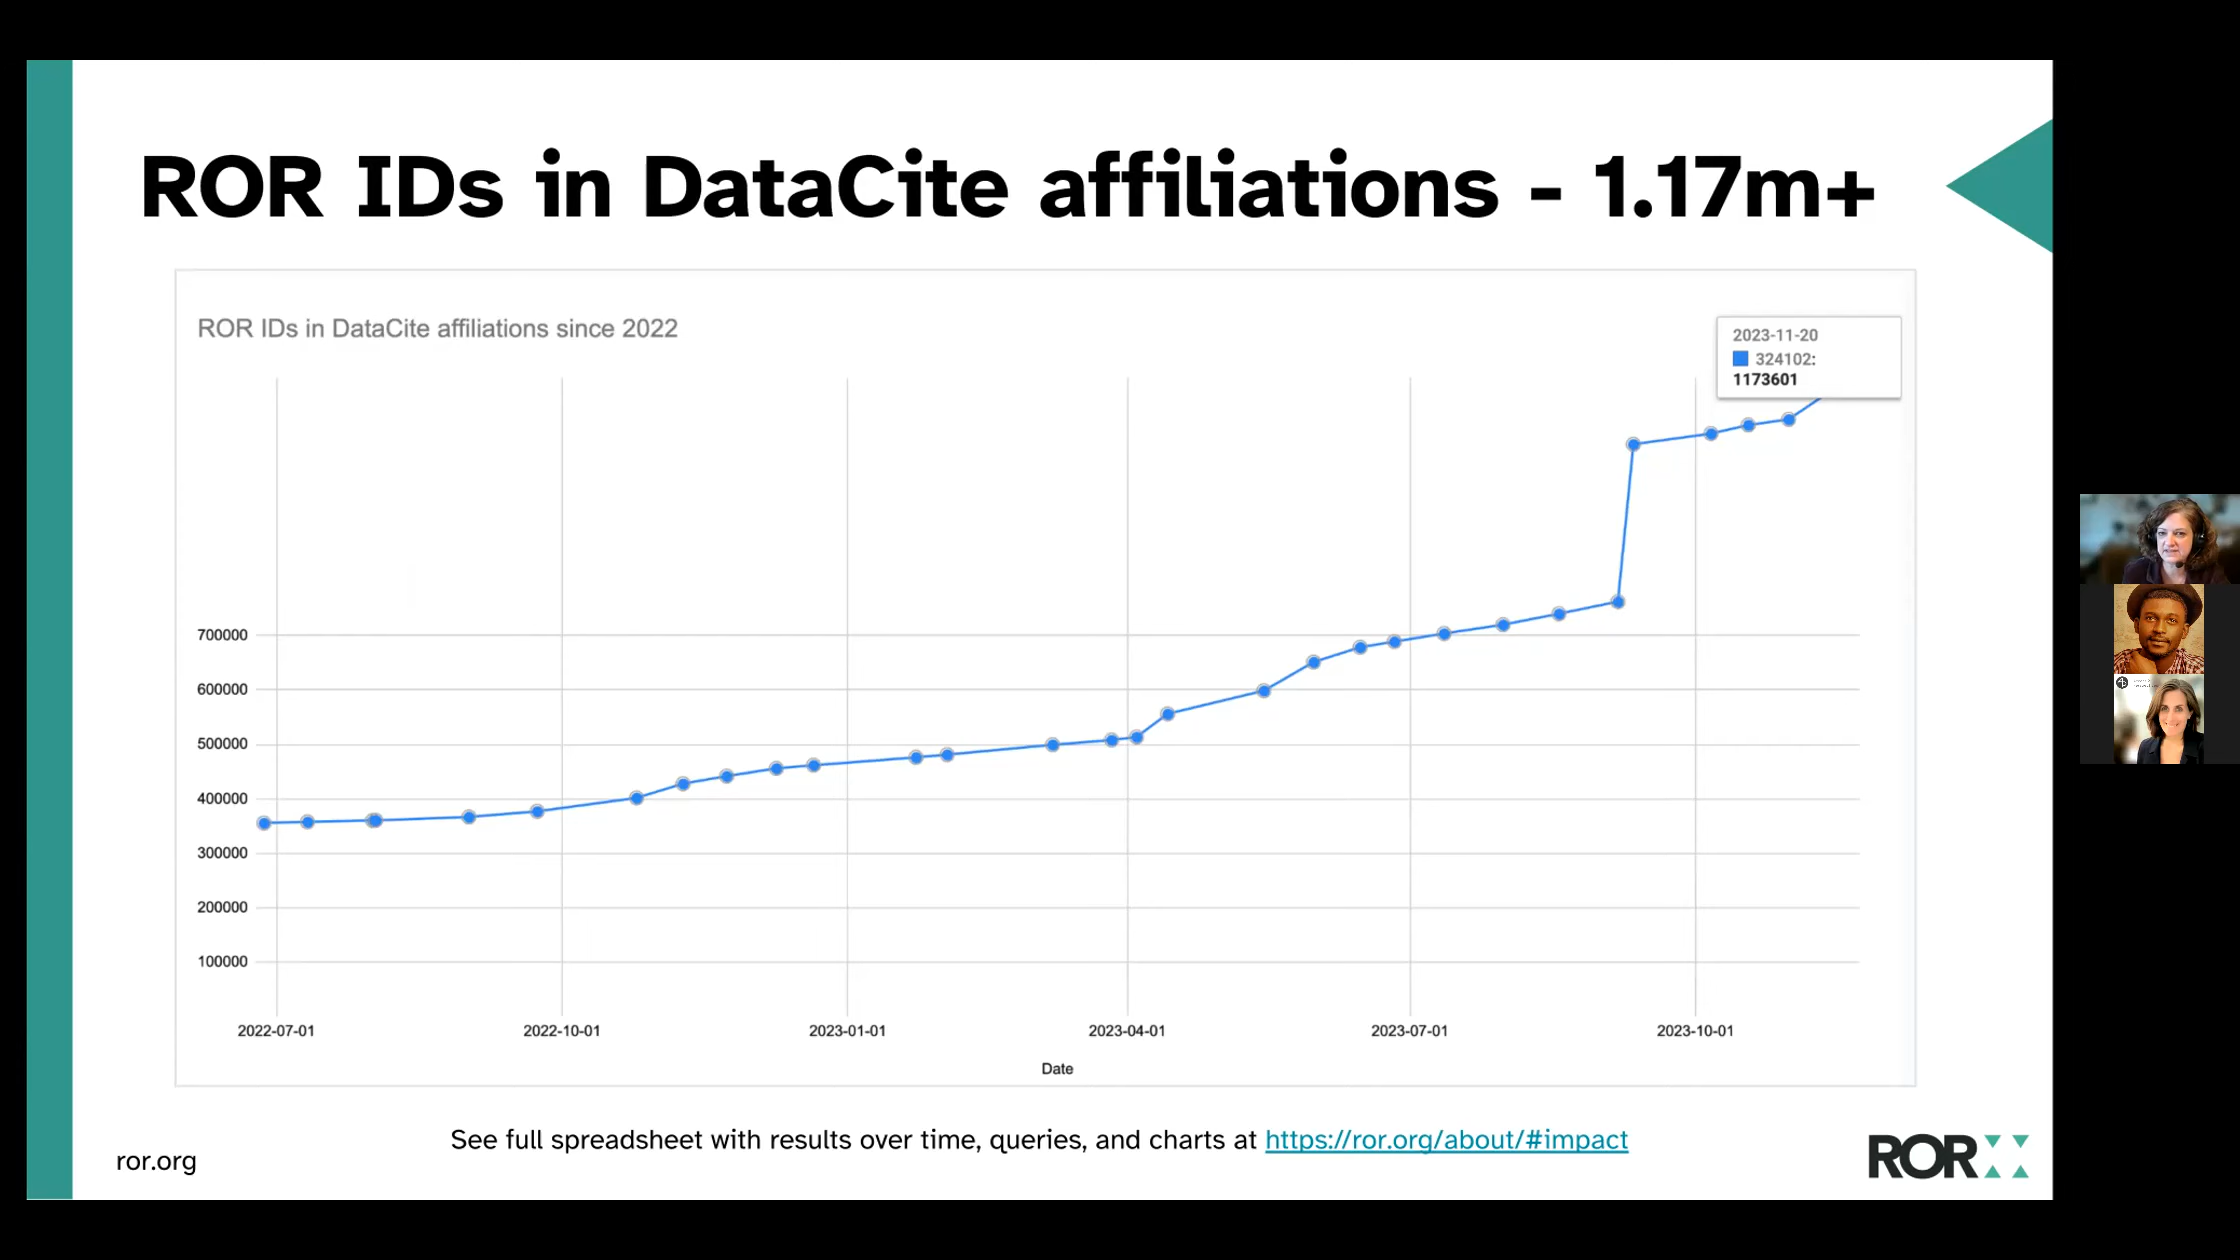 ROR IDs in DataCite affiliations - 1.17m+
ROR IDs in DataCite affiliations since 2022
2023-11-20
324102:
1173601
700000
600000
500000
400000
300000
200000
100000
2022-07-01
2022-10-01
2023-01-01
2023-04-01
2023-07-01
2023-10-01
Date
See full spreadsheet with results over time, queries, and charts at https://ror.org/about/#impact
ror.org
ROR